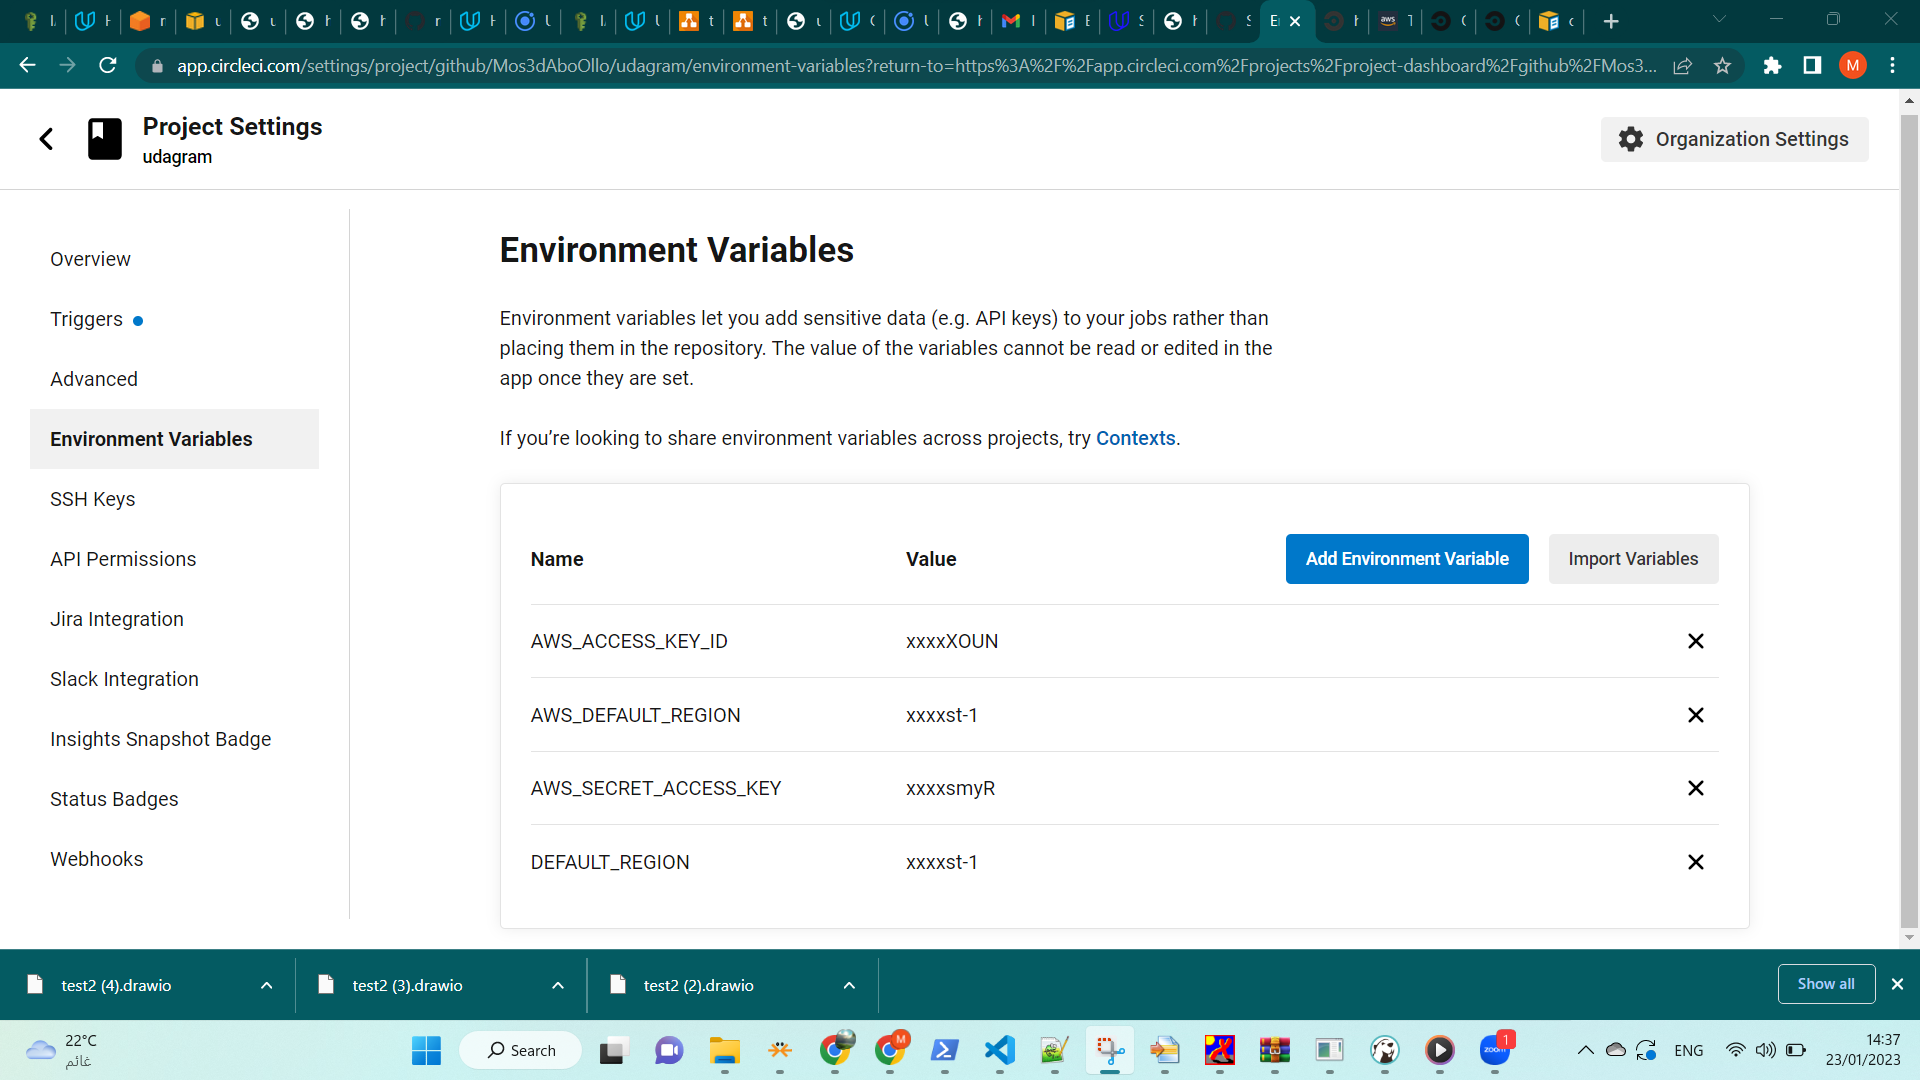 app.circleci.com/settings/project/github/Mos3dAboOllo/udagram/environment-variables?return-to=https%3A%2F%2Fapp.circleci.com%2Fprojects%2Fproject-dashboard%2Fgithub%2FMos3...
M
Project Settings
udagram
Organization Settings
Overview
Triggers
Advanced
Environment Variables
SSH Keys
API Permissions
Jira Integration
Slack Integration
Insights Snapshot Badge
Status Badges
Webhooks
Environment Variables
Environment variables let you add sensitive data (e.g. API keys) to your jobs rather than
placing them in the repository. The value of the variables cannot be read or edited in the
app once they are set.
If you’re looking to share environment variables across projects, try Contexts.
Name Value Add Environment Variable Import Variables
AWS_ACCESS_KEY_ID xxxxXOUN
AWS_DEFAULT_REGION xxxxst-1
AWS_SECRET_ACCESS_KEY xxxxsmyR
DEFAULT_REGION xxxxst-1
test2 (4).drawio test2 (3).drawio test2 (2).drawio Show all
22°C
غائم
Search
M
zoom
1
ENG
14:37
23/01/2023